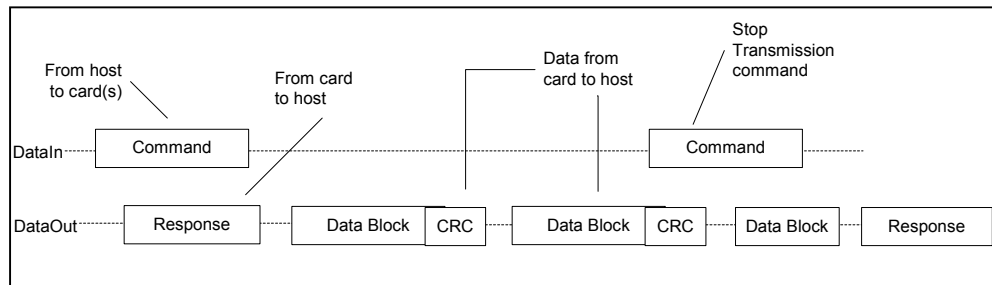 From host
to card(s)
From card
to host
Data from
card to host
Stop
Transmission
command
DataIn
Command
Command
DataOut
Response
Data Block
CRC
Data Block
CRC
Data Block
Response